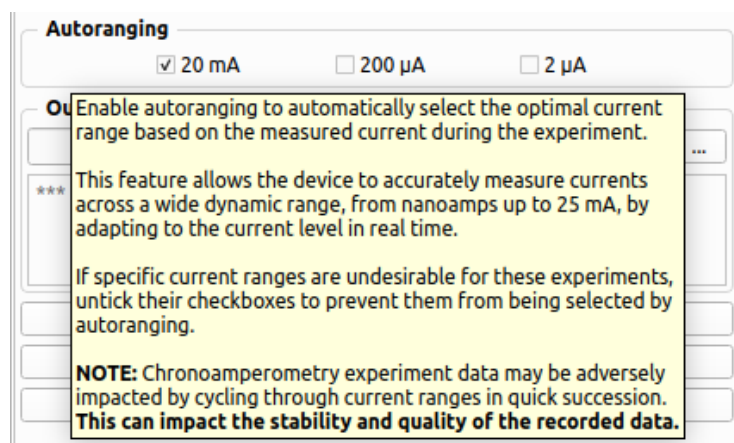 Autoranging
20 mA 200 µA 2 µA
Ou
Enable autoranging to automatically select the optimal current
range based on the measured current during the experiment.
...
This feature allows the device to accurately measure currents
***
across a wide dynamic range, from nanoamps up to 25 mA, by
adapting to the current level in real time.
If specific current ranges are undesirable for these experiments,
untick their checkboxes to prevent them from being selected by
autoranging.
NOTE: Chronoamperometry experiment data may be adversely
impacted by cycling through current ranges in quick succession.
This can impact the stability and quality of the recorded data.